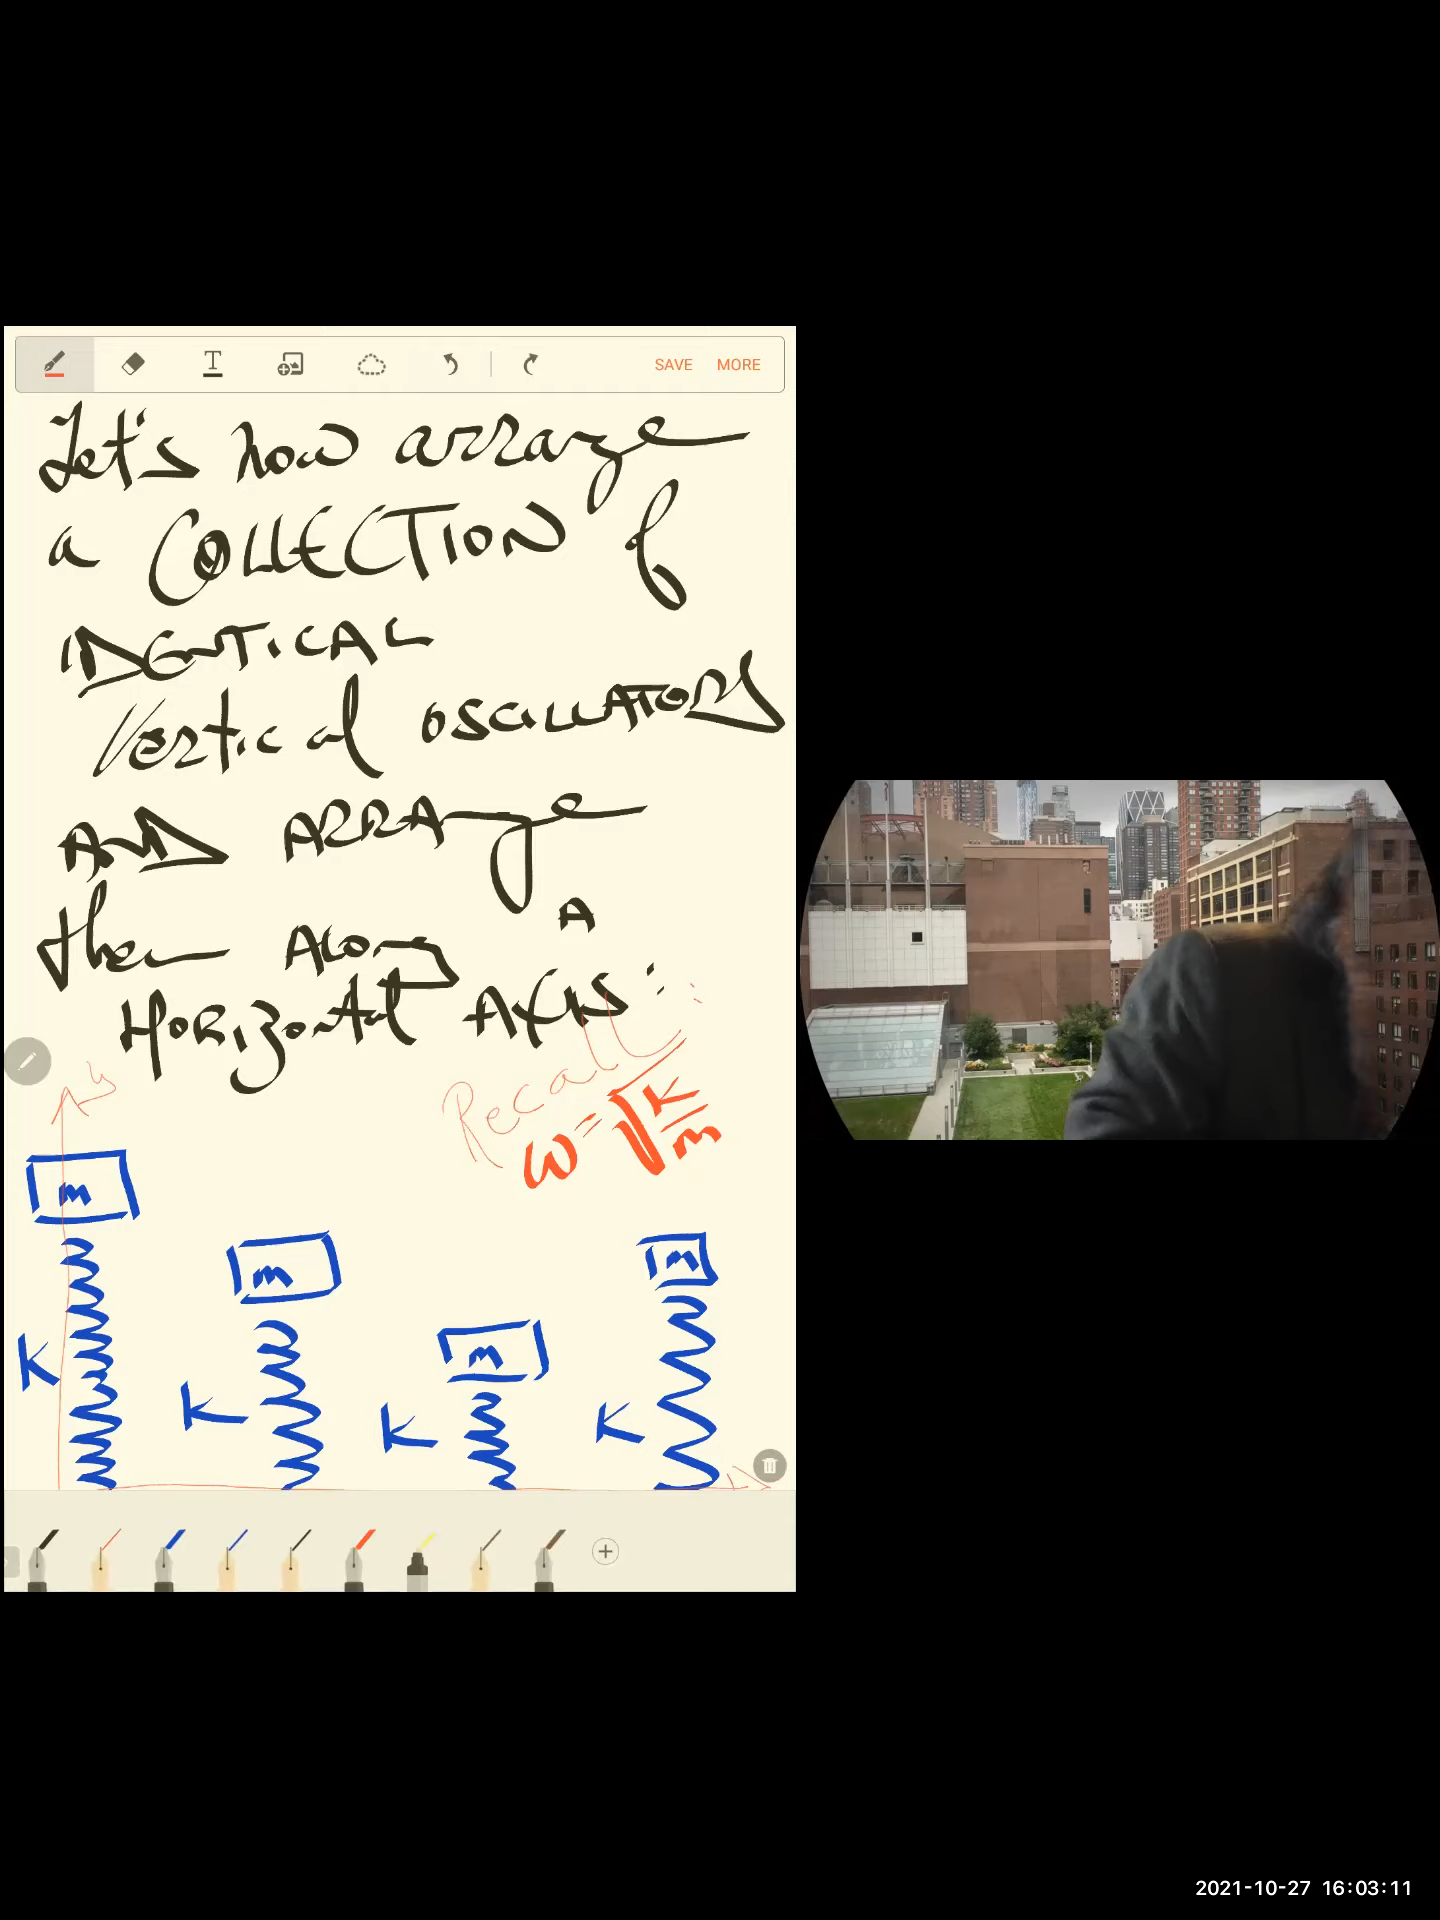 T
SAVE MORE
Let's now arrange
a COLLECTION of
IDENTICAL
Vertical OSCILLATORY
AND ARRAnge
them Along A
HORIZontal AXIS:
Recall:
y
ω=√K/m
m
m
m
m
K
K
K
K
2021-10-27 16:03:11